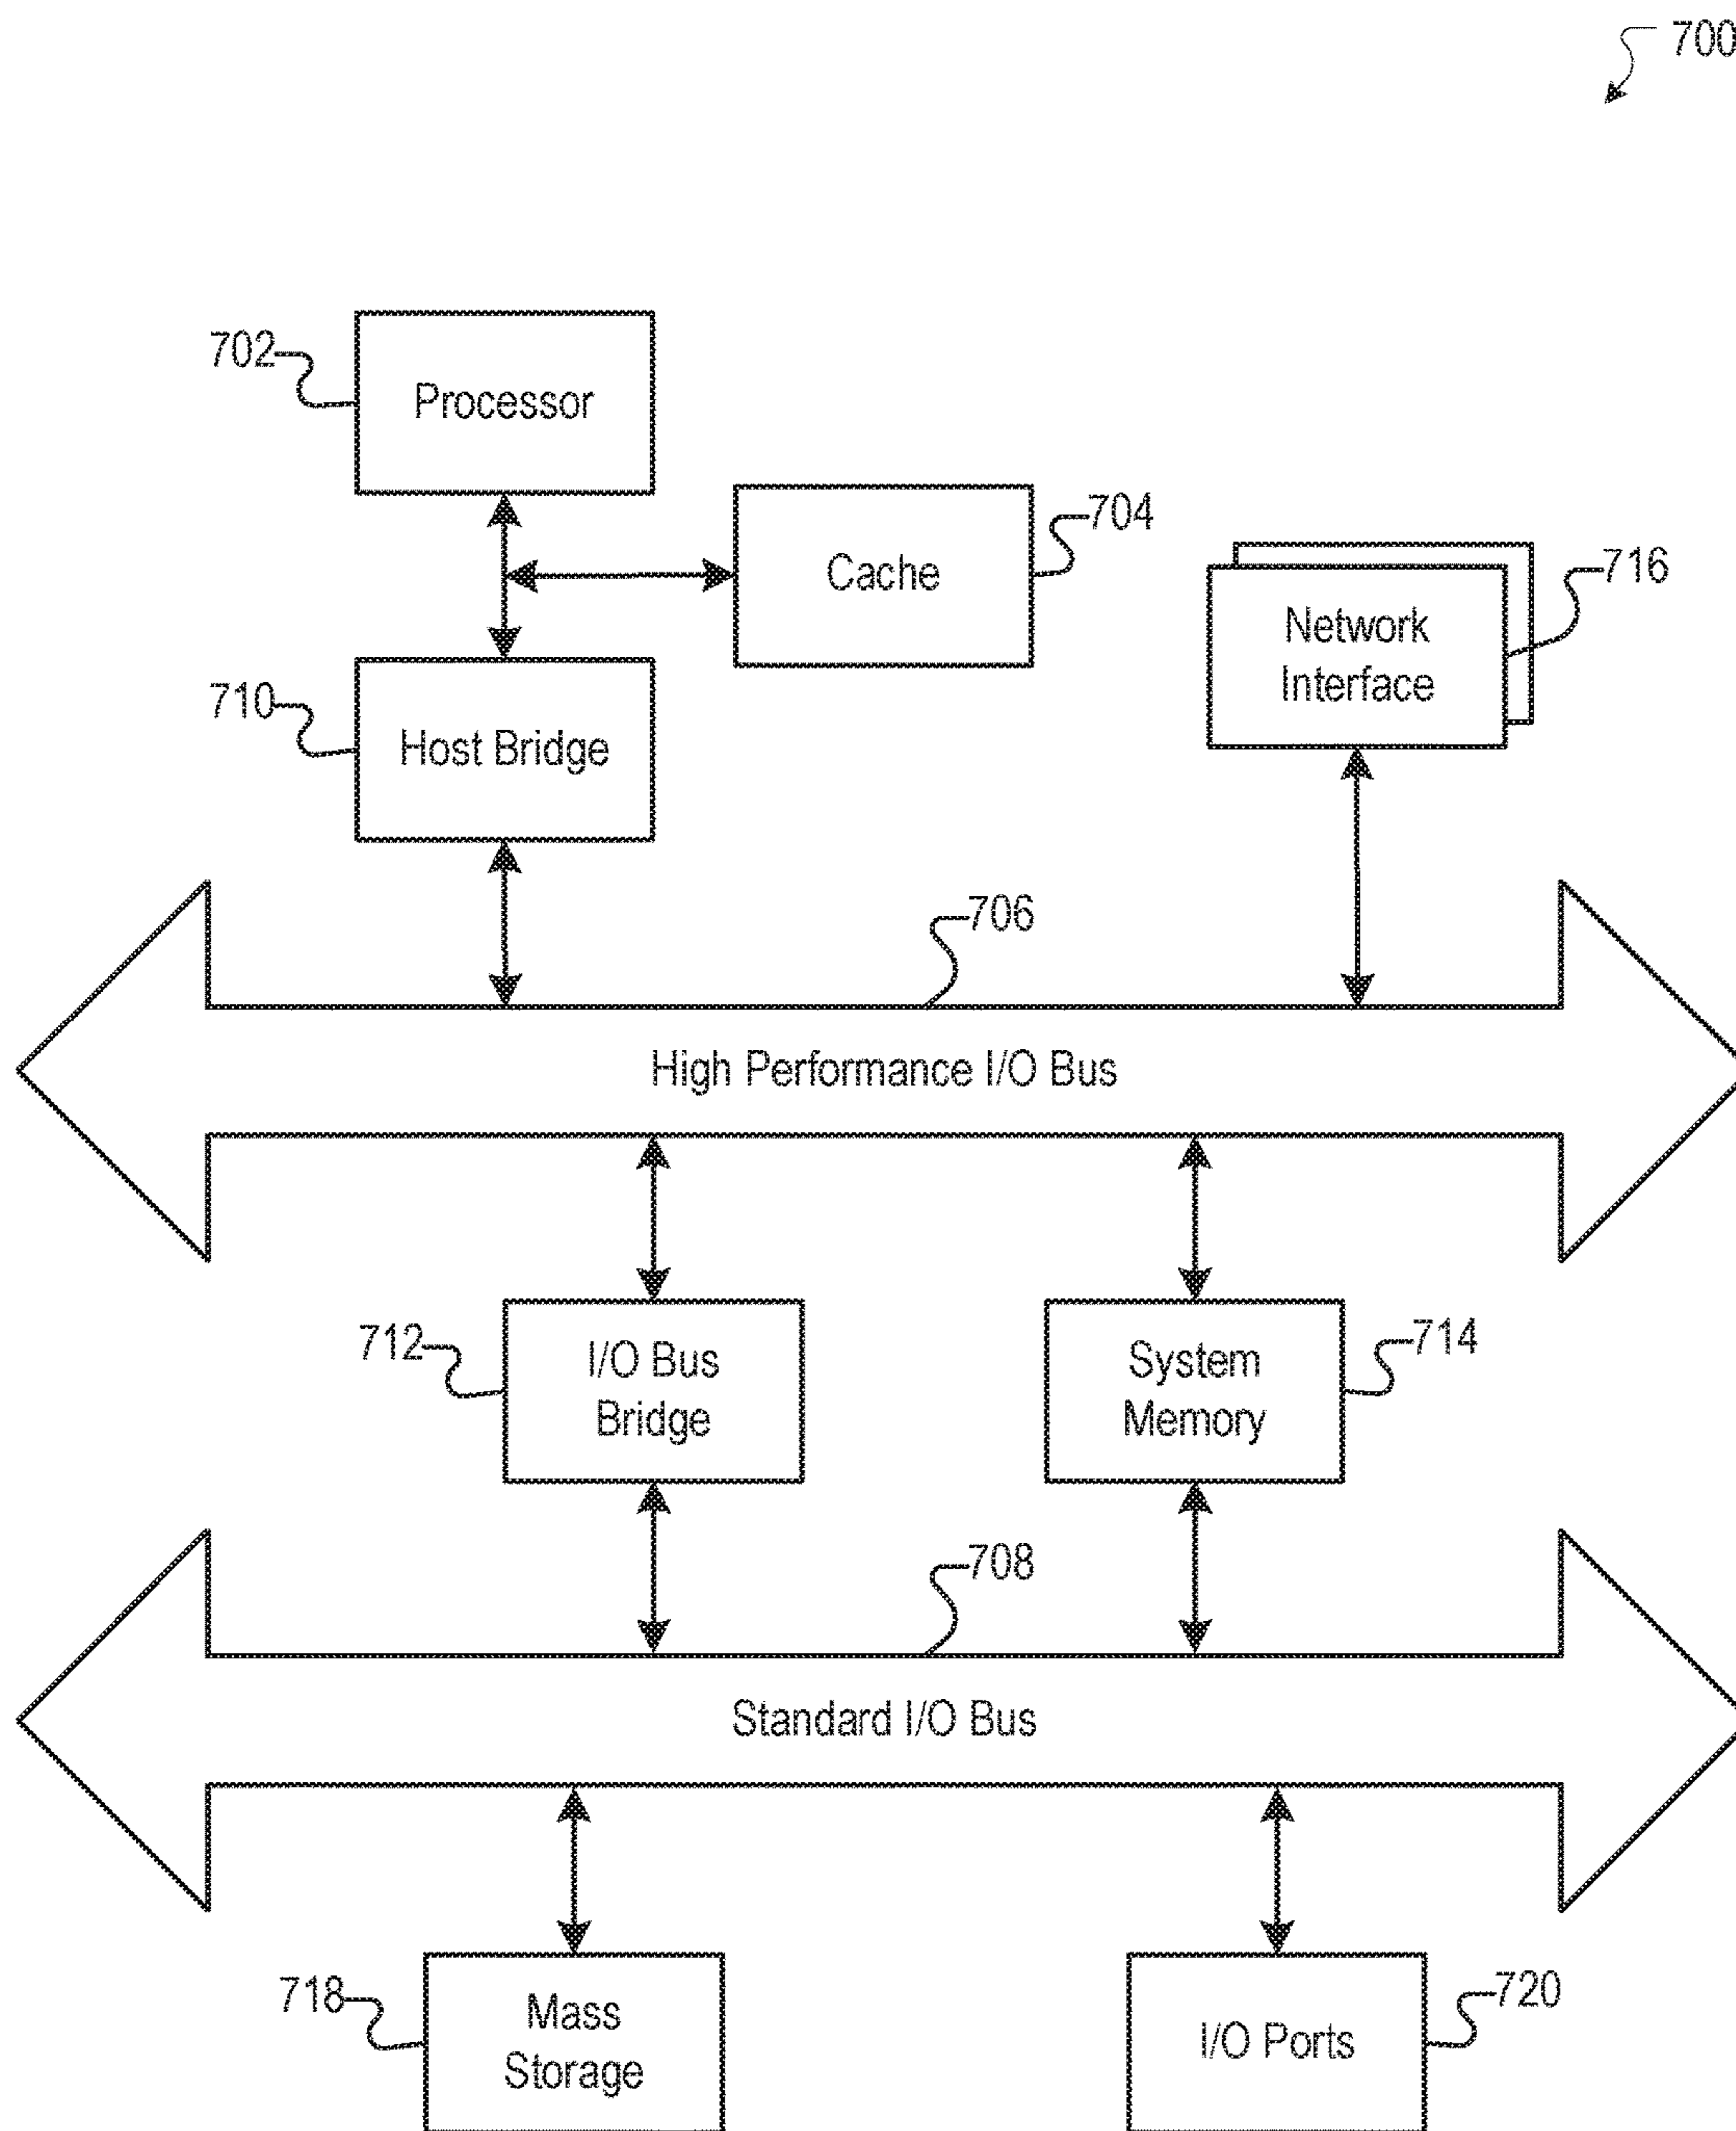 700
702
Processor
704
Cache
716
Network
Interface
710
Host Bridge
706
High Performance I/O Bus
712
I/O Bus
Bridge
System
Memory
714
708
Standard I/O Bus
718
Mass
Storage
I/O Ports
720